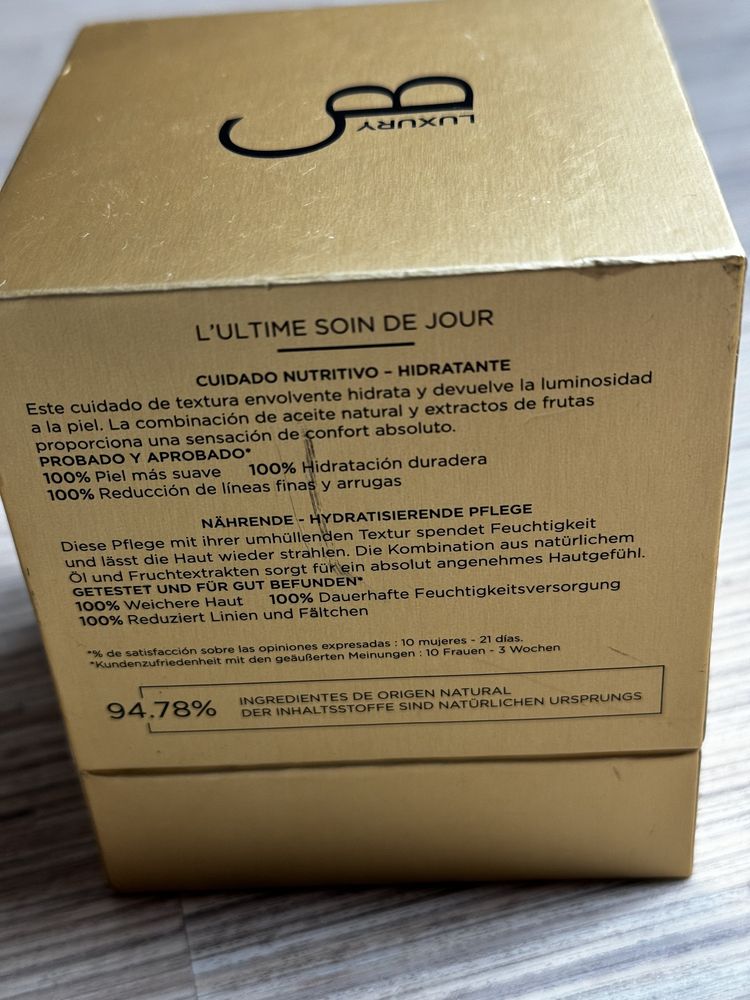 LUXURY
L'ULTIME SOIN DE JOUR
CUIDADO NUTRITIVO - HIDRATANTE
Este cuidado de textura envolvente hidrata y devuelve la luminosidad
a la piel. La combinación de aceite natural y extractos de frutas
proporciona una sensación de confort absoluto.
PROBADO Y APROBADO*
100% Piel más suave 100% Hidratación duradera
100% Reducción de líneas finas y arrugas
NÄHRENDE - HYDRATISIERENDE PFLEGE
Diese Pflege mit ihrer umhüllenden Textur spendet Feuchtigkeit
und lässt die Haut wieder strahlen. Die Kombination aus natürlichem
Öl und Fruchtextrakten sorgt für ein absolut angenehmes Hautgefühl.
GETESTET UND FÜR GUT BEFUNDEN*
100% Weichere Haut 100% Dauerhafte Feuchtigkeitsversorgung
100% Reduziert Linien und Fältchen
*% de satisfacción sobre las opiniones expresadas : 10 mujeres - 21 días.
*Kundenzufriedenheit mit den geäußerten Meinungen : 10 Frauen - 3 Wochen
94.78% INGREDIENTES DE ORIGEN NATURAL
DER INHALTSSTOFFE SIND NATÜRLICHEN URSPRUNGS